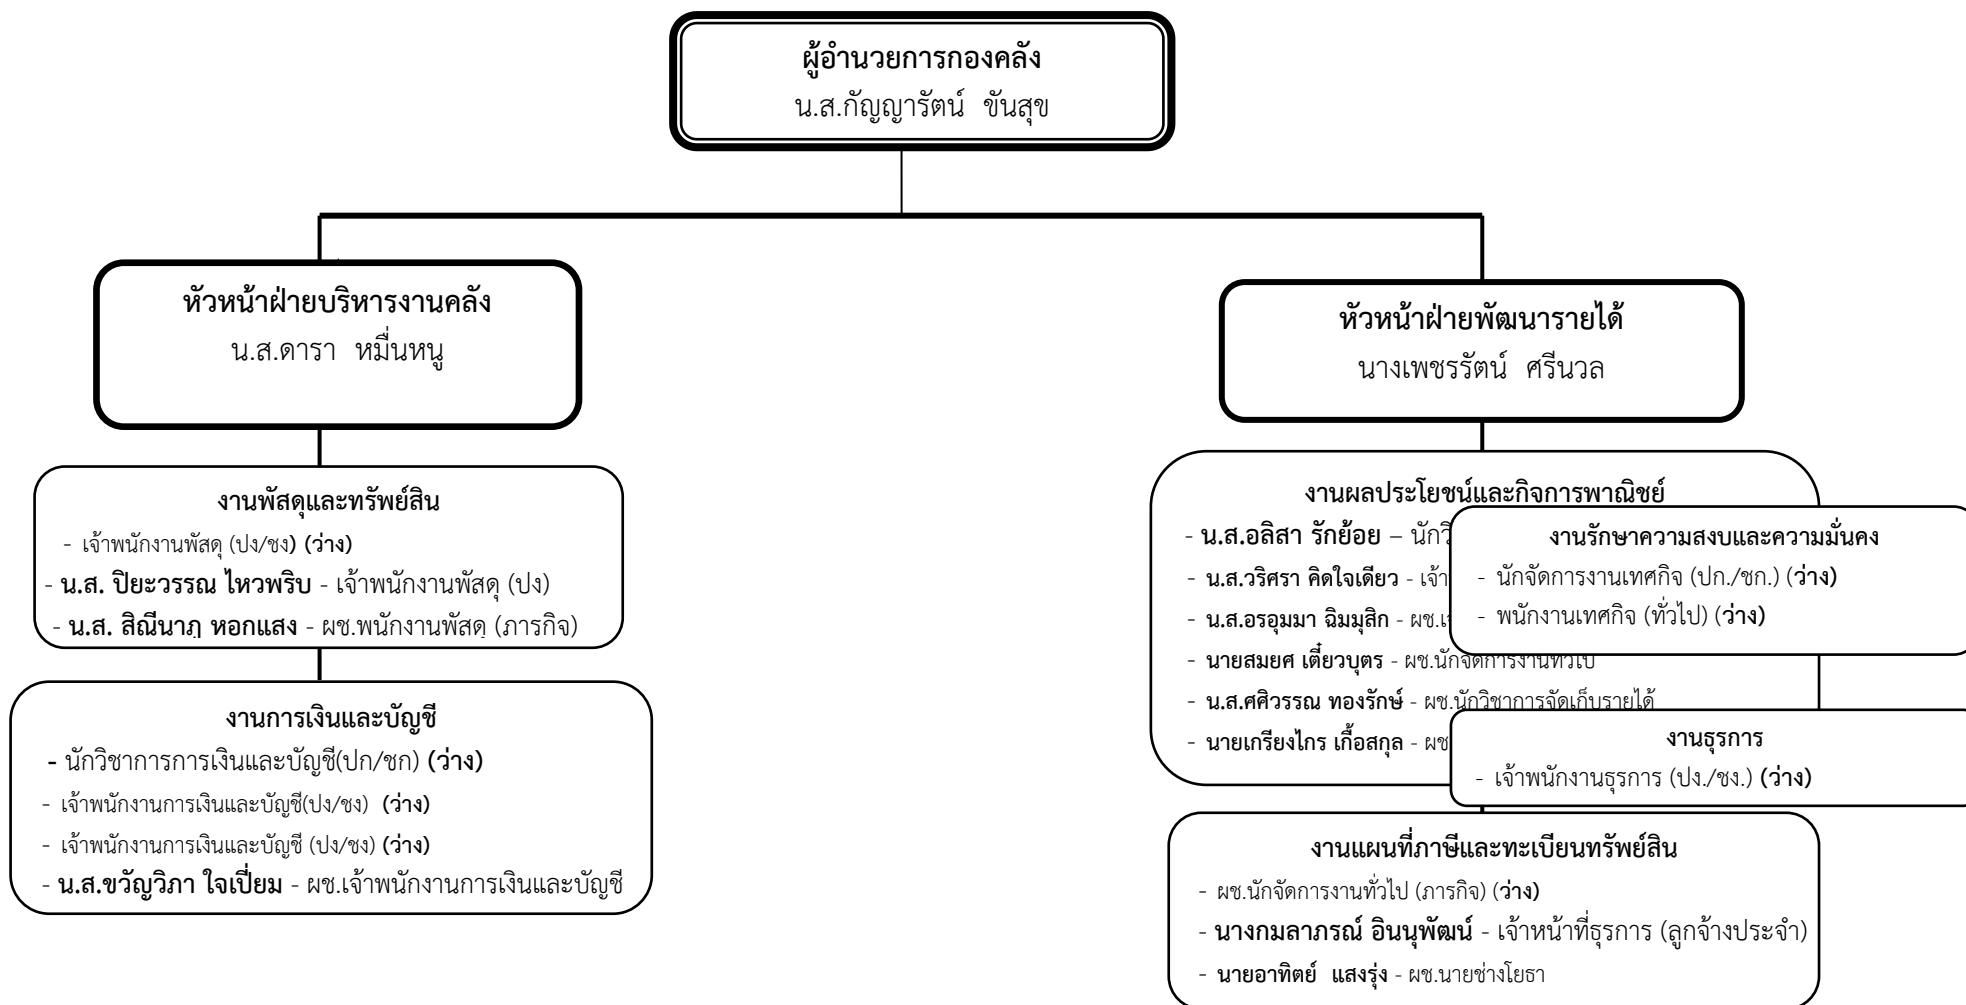 ผู้อำนวยการกองคลัง
น.ส.กัญญารัตน์ ขันสุข
หัวหน้าฝ่ายบริหารงานคลัง
น.ส.ดารา หมื่นหนู
หัวหน้าฝ่ายพัฒนารายได้
นางเพชรรัตน์ ศรีนวล
งานพัสดุและทรัพย์สิน
- เจ้าพนักงานพัสดุ (ปง/ชง) (ว่าง)
- น.ส. ปิยะวรรณ ไหวพริบ - เจ้าพนักงานพัสดุ (ปง)
- น.ส. สิณีนาฎ หอกแสง - ผช.พนักงานพัสดุ (ภารกิจ)
งานการเงินและบัญชี
- นักวิชาการการเงินและบัญชี(ปก/ชก) (ว่าง)
- เจ้าพนักงานการเงินและบัญชี(ปง/ชง) (ว่าง)
- เจ้าพนักงานการเงินและบัญชี (ปง/ชง) (ว่าง)
- น.ส.ขวัญวิภา ใจเปี่ยม - ผช.เจ้าพนักงานการเงินและบัญชี
งานผลประโยชน์และกิจการพาณิชย์
- น.ส.อลิสา รักย้อย – นักวิ
- น.ส.วริศรา คิดใจเดียว - เจ้า
- น.ส.อรอุมมา ฉิมมุสิก - ผช.
- นายสมยศ เตี๋ยวบุตร - ผช.นักจัดการงานทั่วไป
- น.ส.ศศิวรรณ ทองรักษ์ - ผช.นักวิชาการจัดเก็บรายได้
- นายเกรียงไกร เกื้อสกุล - ผช
งานรักษาความสงบและความมั่นคง
- นักจัดการงานเทศกิจ (ปก./ชก.) (ว่าง)
- พนักงานเทศกิจ (ทั่วไป) (ว่าง)
งานธุรการ
- เจ้าพนักงานธุรการ (ปง./ชง.) (ว่าง)
งานแผนที่ภาษีและทะเบียนทรัพย์สิน
- ผช.นักจัดการงานทั่วไป (ภารกิจ) (ว่าง)
- นางกมลาภรณ์ อินนุพัฒน์ - เจ้าหน้าที่ธุรการ (ลูกจ้างประจำ)
- นายอาทิตย์ แสงรุ่ง - ผช.นายช่างโยธา